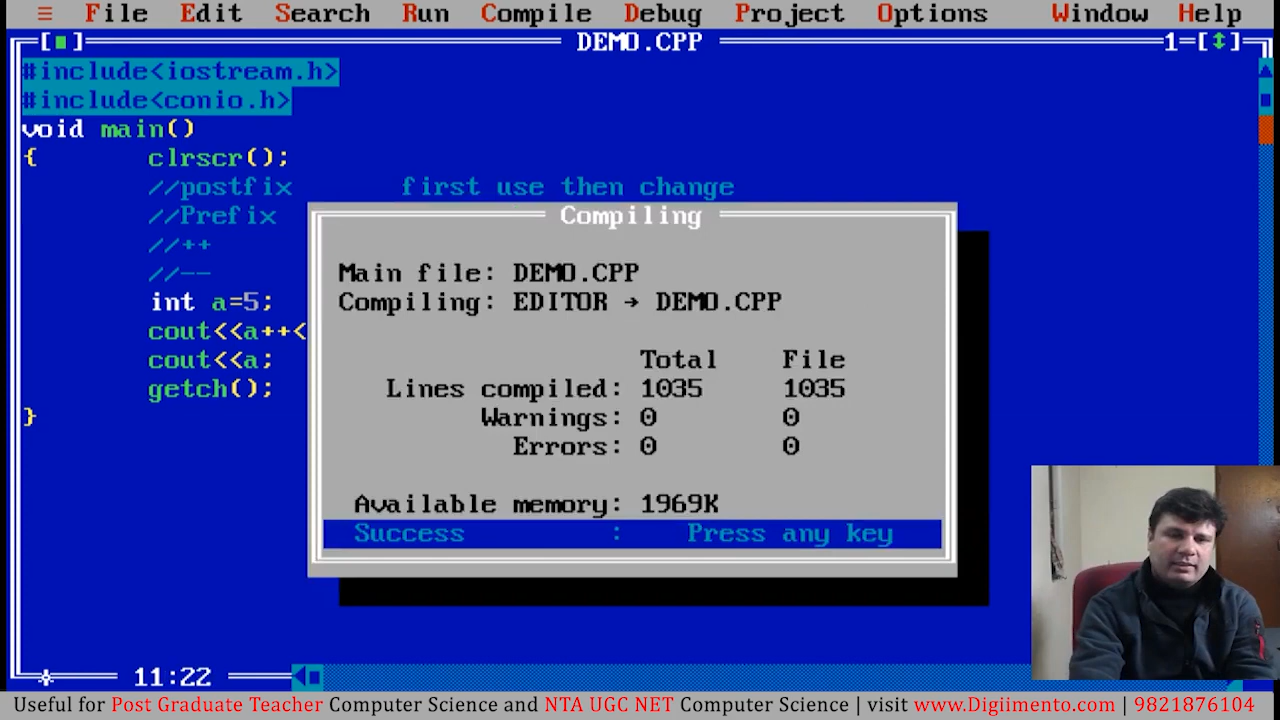 ≡ File Edit Search Run Compile Debug Project Options Window Help
[■] DEMO.CPP 1=[↕]
#include<iostream.h>
#include<conio.h>
void main()
{ clrscr();
//postfix first use then change
//Prefix
//++
//--
int a=5;
cout<<a++<
cout<<a;
getch();
}
Compiling
Main file: DEMO.CPP
Compiling: EDITOR → DEMO.CPP
Total File
Lines compiled: 1035 1035
Warnings: 0 0
Errors: 0 0
Available memory: 1969K
Success : Press any key
11:22
Useful for Post Graduate Teacher Computer Science and NTA UGC NET Computer Science | visit www.Digiimento.com | 9821876104